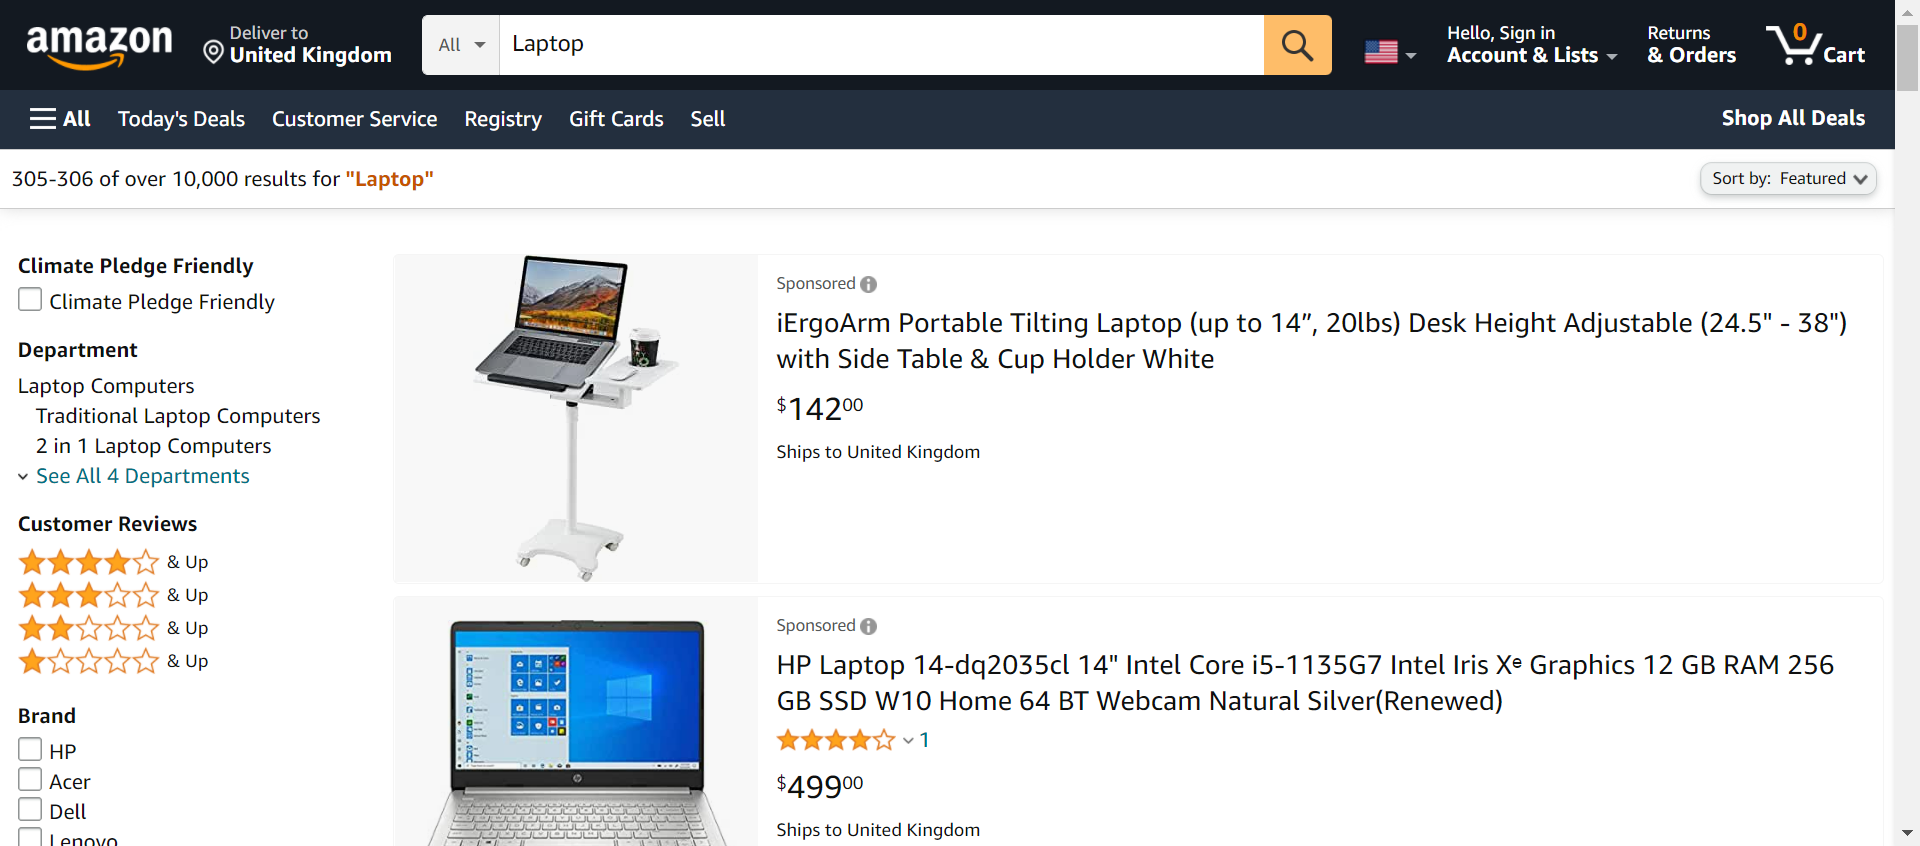 amazon
Deliver to
United Kingdom
All
Laptop
Hello, Sign in
Account & Lists
Returns
& Orders
0
Cart
All
Today's Deals
Customer Service
Registry
Gift Cards
Sell
Shop All Deals
305-306 of over 10,000 results for "Laptop"
Sort by: Featured
Climate Pledge Friendly
Climate Pledge Friendly
Department
Laptop Computers
Traditional Laptop Computers
2 in 1 Laptop Computers
See All 4 Departments
Customer Reviews
& Up
& Up
& Up
& Up
Brand
HP
Acer
Dell
Lenovo
Sponsored
iErgoArm Portable Tilting Laptop (up to 14”, 20lbs) Desk Height Adjustable (24.5" - 38")
with Side Table & Cup Holder White
$14200
Ships to United Kingdom
Sponsored
HP Laptop 14-dq2035cl 14" Intel Core i5-1135G7 Intel Iris Xᵉ Graphics 12 GB RAM 256
GB SSD W10 Home 64 BT Webcam Natural Silver(Renewed)
1
$49900
Ships to United Kingdom